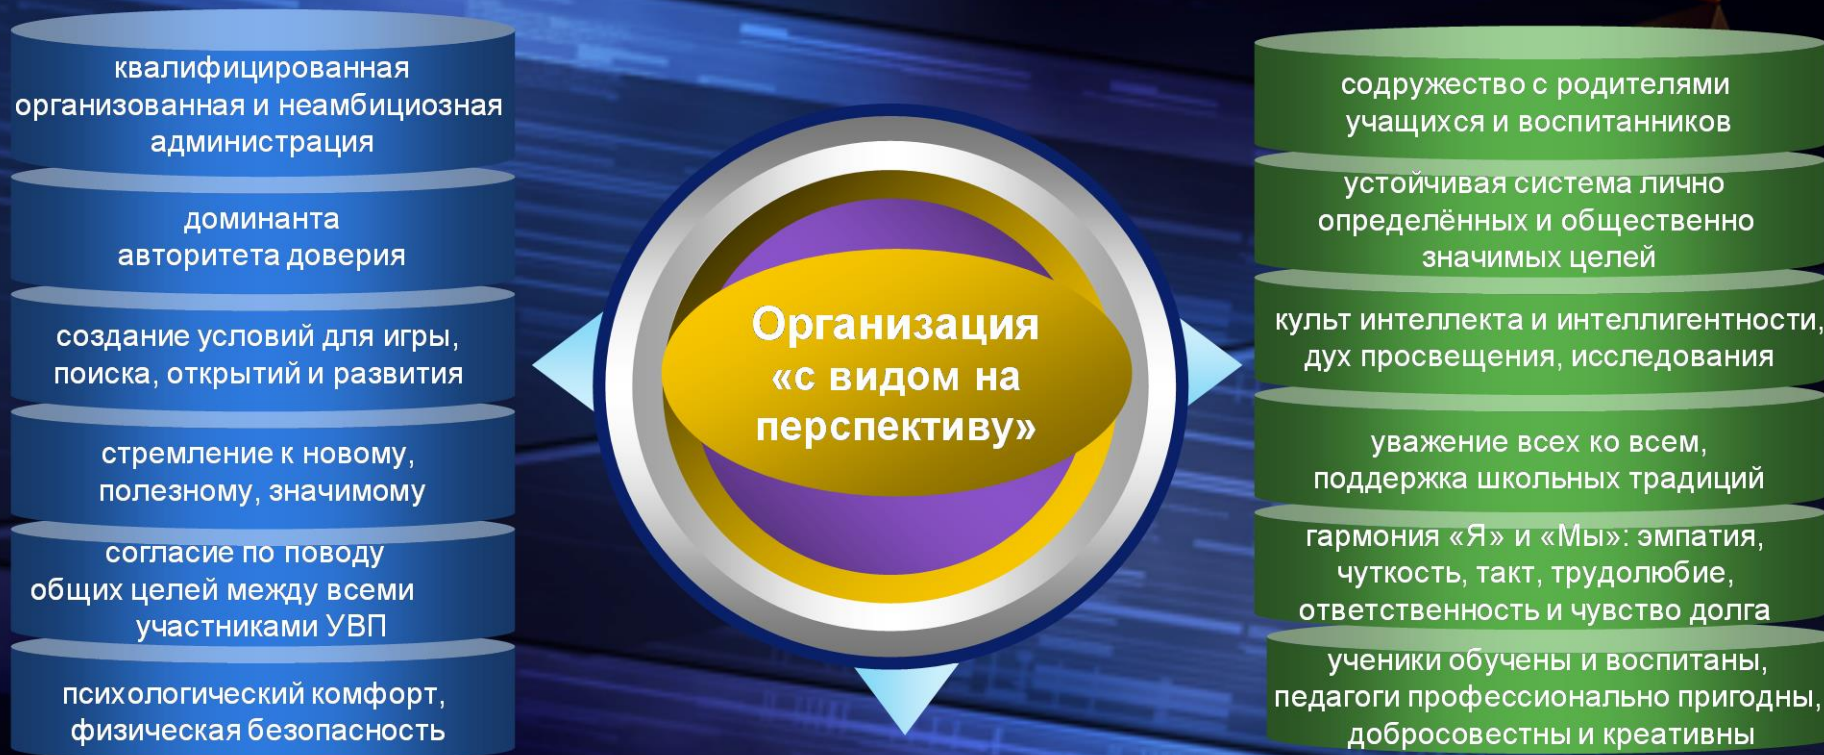 квалифицированная
организованная и неамбициозная
администрация
доминанта
авторитета доверия
создание условий для игры,
поиска, открытий и развития
стремление к новому,
полезному, значимому
согласие по поводу
общих целей между всеми
участниками УВП
психологический комфорт,
физическая безопасность
Организация
«с видом на
перспективу»
содружество с родителями
учащихся и воспитанников
устойчивая система лично
определённых и общественно
значимых целей
культ интеллекта и интеллигентности,
дух просвещения, исследования
уважение всех ко всем,
поддержка школьных традиций
гармония «Я» и «Мы»: эмпатия,
чуткость, такт, трудолюбие,
ответственность и чувство долга
ученики обучены и воспитаны,
педагоги профессионально пригодны,
добросовестны и креативны